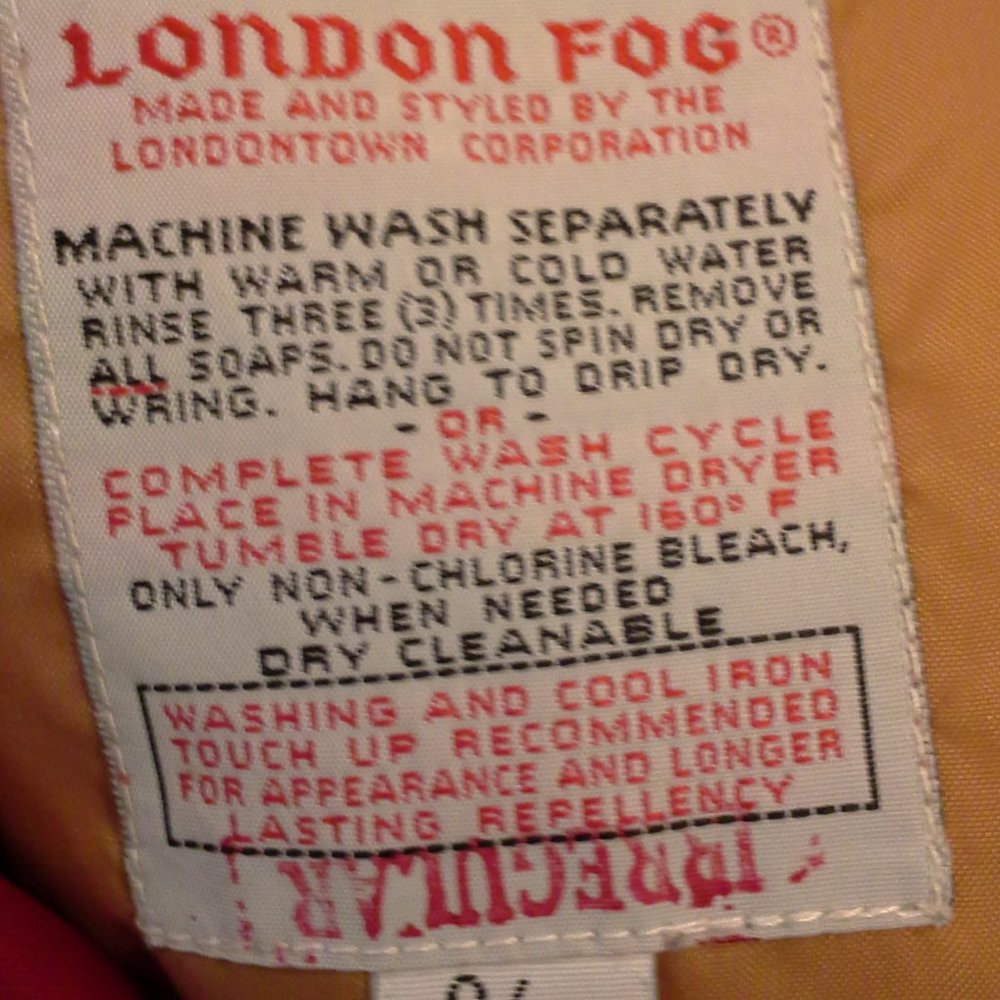 LONDON FOG®
MADE AND STYLED BY THE
LONDONTOWN CORPORATION
MACHINE WASH SEPARATELY
WITH WARM OR COLD WATER
RINSE THREE (3) TIMES. REMOVE
ALL SOAPS. DO NOT SPIN DRY OR
WRING. HANG TO DRIP DRY.
- OR -
COMPLETE WASH CYCLE
PLACE IN MACHINE DRYER
TUMBLE DRY AT 160° F
ONLY NON-CHLORINE BLEACH,
WHEN NEEDED
DRY CLEANABLE
WASHING AND COOL IRON
TOUCH UP RECOMMENDED
FOR APPEARANCE AND LONGER
LASTING REPELLENCY
IRREGULAR